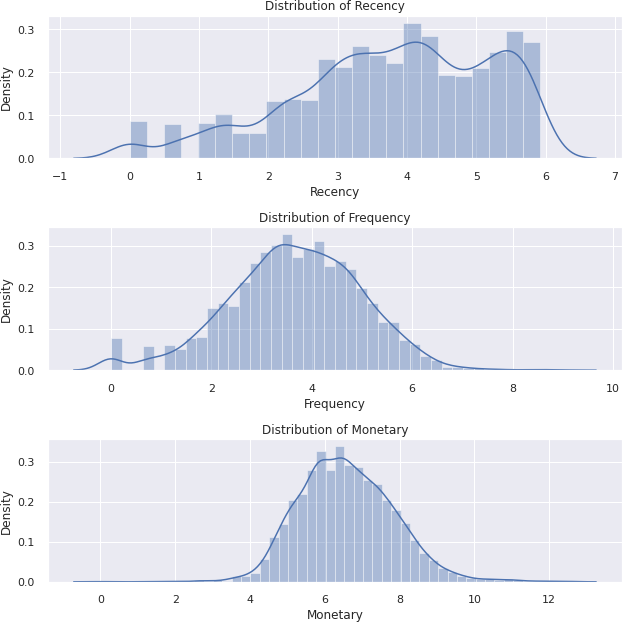 Distribution of Recency
Density
0.3
0.2
0.1
0.0
−1 0 1 2 3 4 5 6 7
Recency
Distribution of Frequency
Density
0.3
0.2
0.1
0.0
0 2 4 6 8 10
Frequency
Distribution of Monetary
Density
0.3
0.2
0.1
0.0
0 2 4 6 8 10 12
Monetary